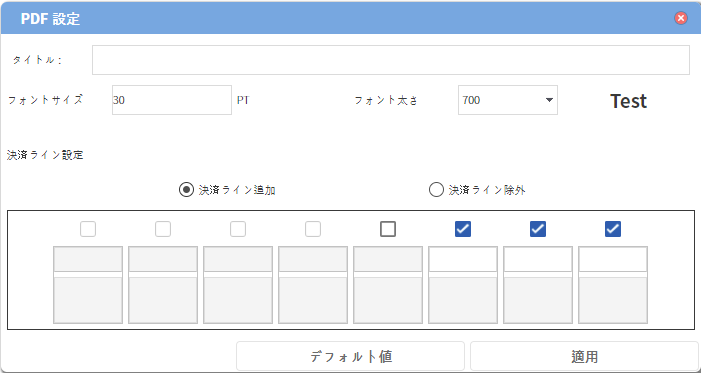 PDF 設定
タイトル :
フォントサイズ 30 PT フォント太さ 700 Test
決済ライン設定
決済ライン追加 決済ライン除外
デフォルト値 適用